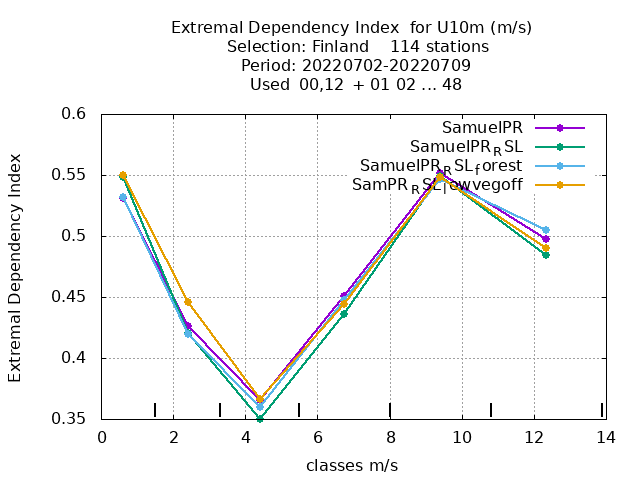 Extremal Dependency Index  for U10m (m/s)
Selection: Finland    114 stations
Period: 20220702-20220709
Used  00,12  + 01 02 ... 48
Extremal Dependency Index
0.6
0.55
0.5
0.45
0.4
0.35
SamuelPR
SamuelPR_RSL
SamuelPR_RSL_forest
SamPR_RSL_lowvegoff
0 2 4 6 8 10 12 14
classes m/s